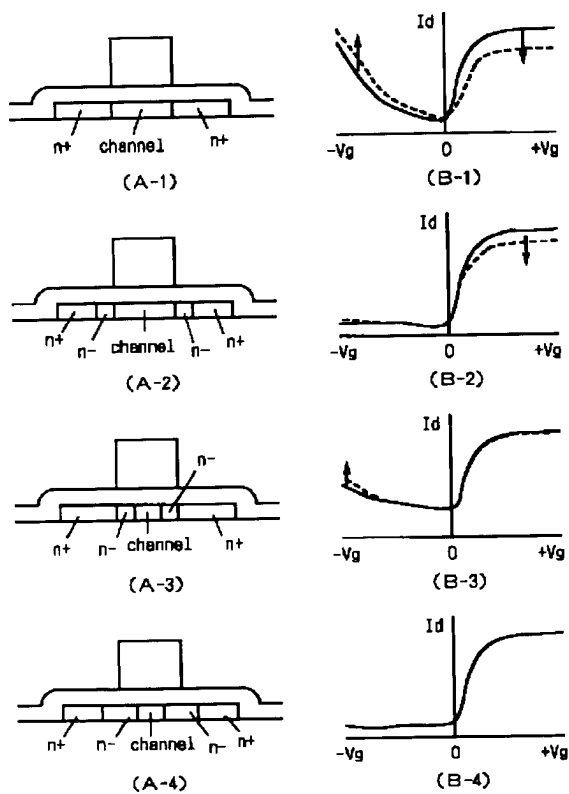 Id
n+ channel n+
-Vg 0 +Vg
(A-1) (B-1)
Id
n+ n- channel n- n+
-Vg 0 +Vg
(A-2) (B-2)
Id
n-
n+ n- channel n+
-Vg 0 +Vg
(A-3) (B-3)
Id
n+ n- channel n- n+
-Vg 0 +Vg
(A-4) (B-4)